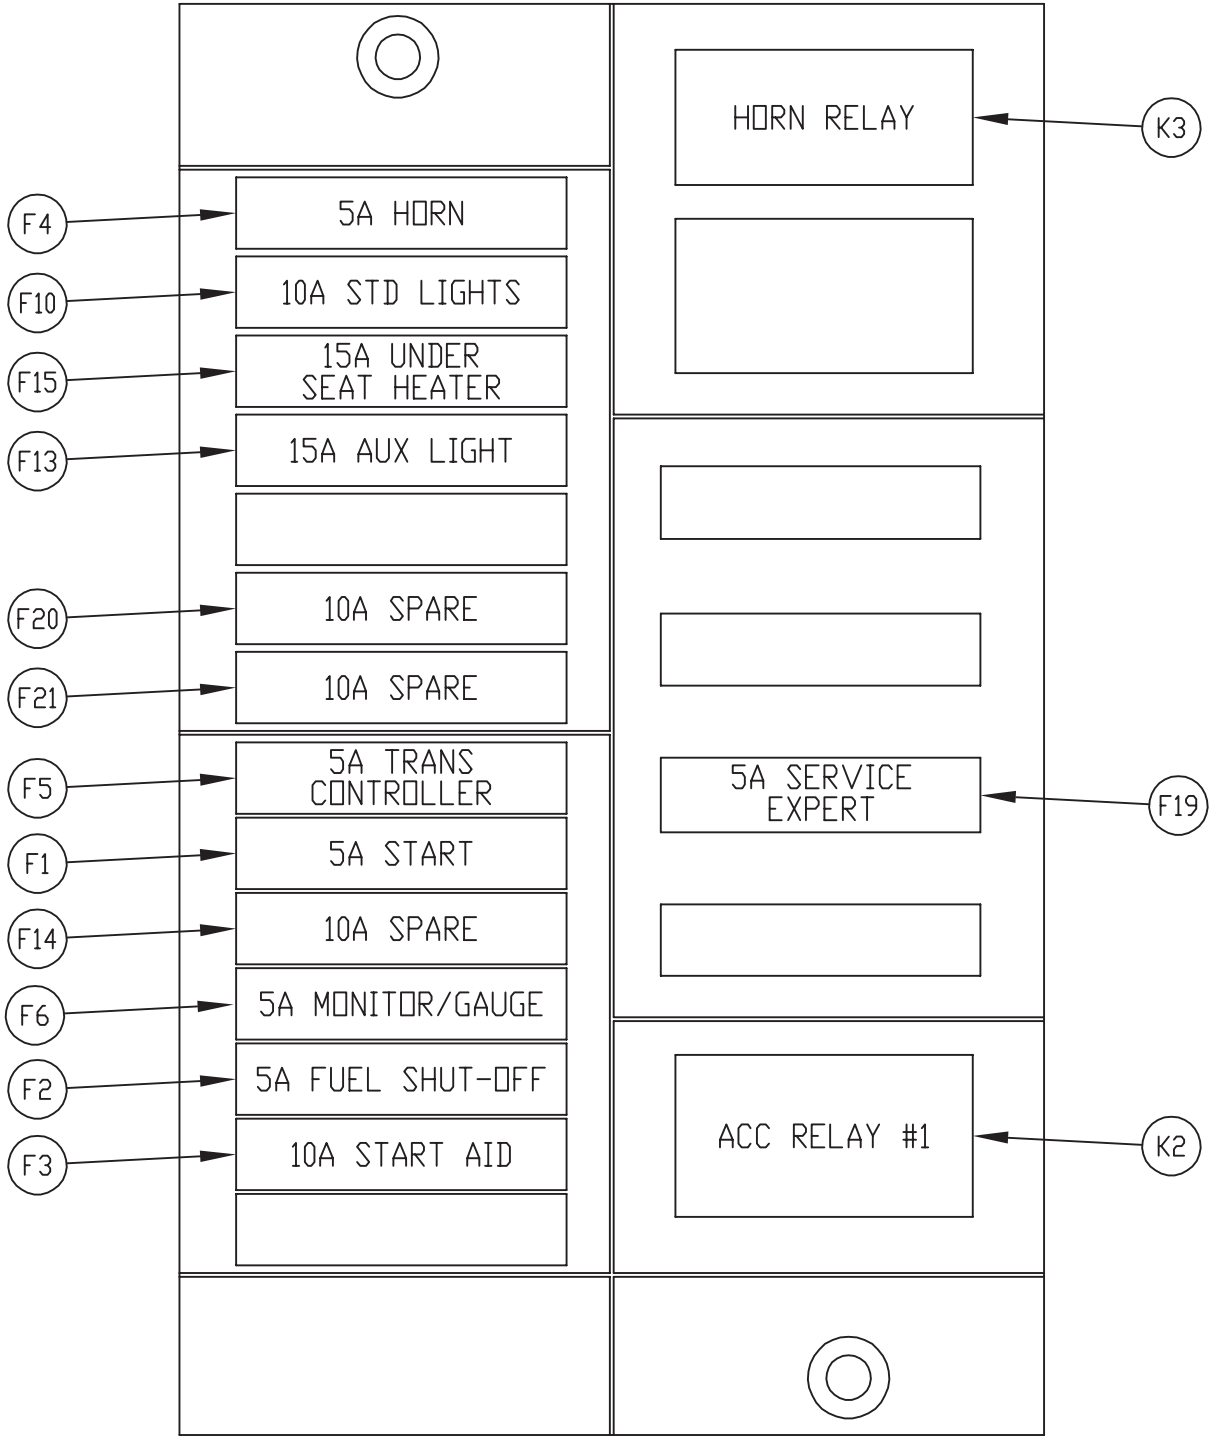 HORN RELAY
K3
F4
5A HORN
F10
10A STD LIGHTS
F15
15A UNDER
SEAT HEATER
F13
15A AUX LIGHT
F20
10A SPARE
F21
10A SPARE
F5
5A TRANS
CONTROLLER
5A SERVICE
EXPERT
F19
F1
5A START
F14
10A SPARE
F6
5A MONITOR/GAUGE
F2
5A FUEL SHUT-OFF
F3
10A START AID
ACC RELAY #1
K2